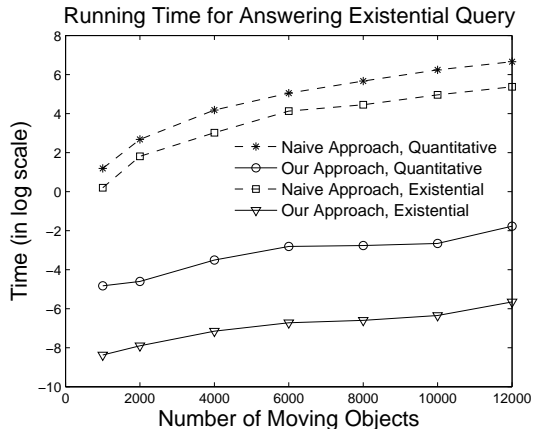 Running Time for Answering Existential Query
8
6
4
2
0
−2
−4
−6
−8
−10
Time (in log scale)
Naive Approach, Quantitative
Our Approach, Quantitative
Naive Approach, Existential
Our Approach, Existential
0
2000
4000
6000
8000
10000
12000
Number of Moving Objects